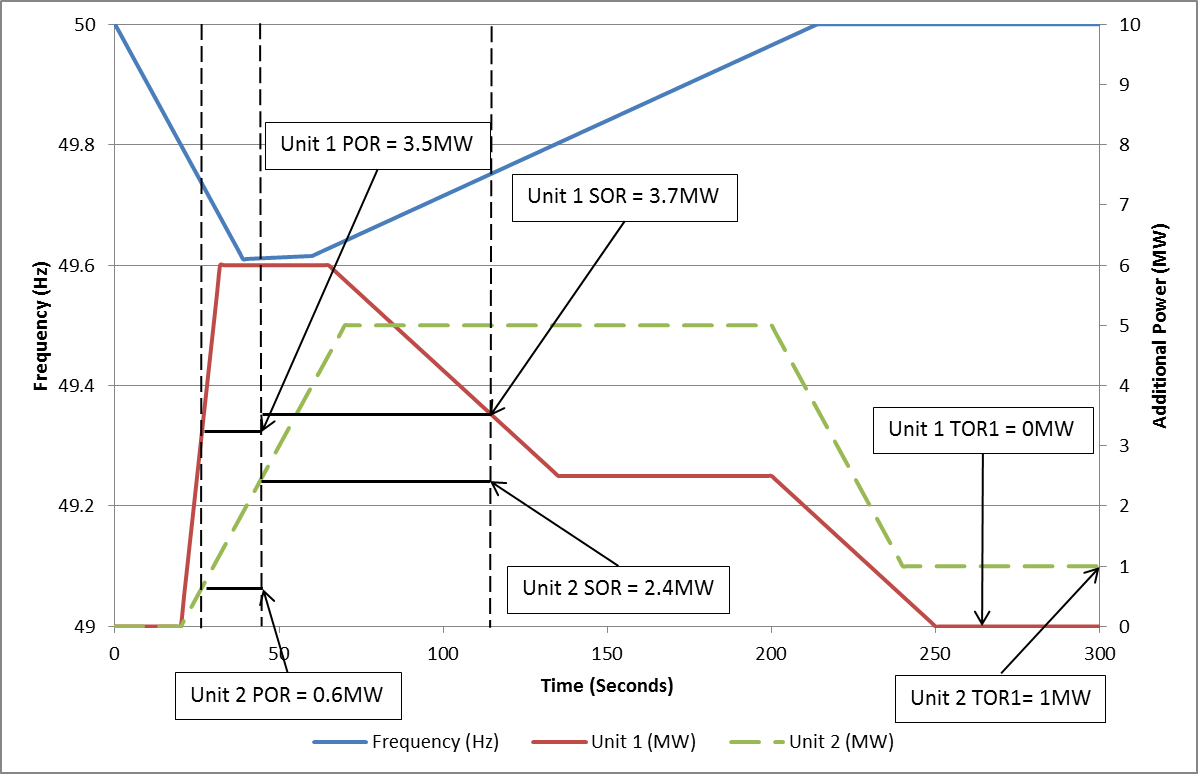 50
49.8
49.6
49.4
49.2
49
Frequency (Hz)
10
9
8
7
6
5
4
3
2
1
0
Additional Power (MW)
Unit 1 POR = 3.5MW
Unit 1 SOR = 3.7MW
Unit 1 TOR1 = 0MW
Unit 2 SOR = 2.4MW
Unit 2 POR = 0.6MW
Unit 2 TOR1= 1MW
0 50 100 150 200 250 300
Time (Seconds)
Frequency (Hz) Unit 1 (MW) Unit 2 (MW)